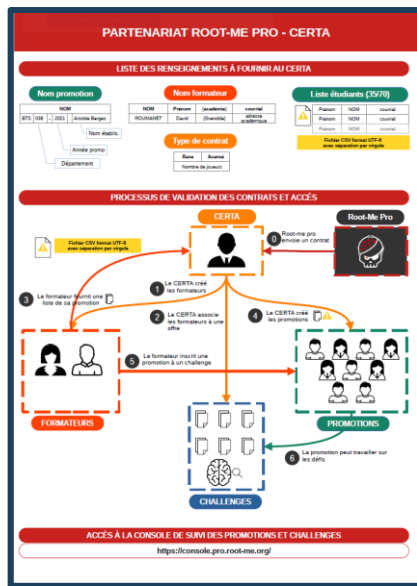 PARTENARIAT ROOT-ME PRO - CERTA
LISTE DES RENSEIGNEMENTS À FOURNIR AU CERTA
Nom promotion
NOM
BTS 038 - 2021 Aristide Bergès
Nom établis.
Année promo
Département
Nom formateur
NOM Prénom (académie) courriel
ROUMANET David (Grenoble) adresse académique
Type de contrat
Base Avancé
Nombre de joueurs
Liste étudiants (35/70)
Prénom NOM courriel
Prénom NOM courriel
Prénom NOM courriel
Fichier CSV format UTF-8
avec séparation par virgule
PROCESSUS DE VALIDATION DES CONTRATS ET ACCÈS
CERTA
Root-Me Pro
Fichier CSV format UTF-8
avec séparation par virgule
0 Root-me pro
envoie un contrat
1 Le CERTA créé
les formateurs
3 Le formateur fournit une
liste de sa promotion
2 Le CERTA associe
les formateurs à une
offre
4 Le CERTA créé
les promotions
5 Le formateur inscrit une
promotion à un challenge
FORMATEURS
PROMOTIONS
6 La promotion peut travailler sur
les défis
CHALLENGES
ACCÈS À LA CONSOLE DE SUIVI DES PROMOTIONS ET CHALLENGES
https://console.pro.root-me.org/